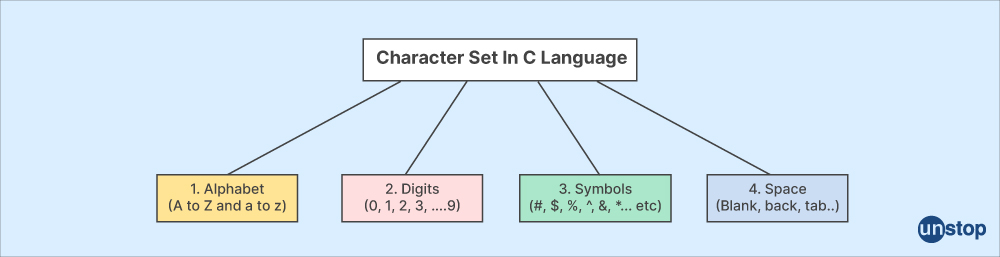 Character Set In C Language
1. Alphabet
(A to Z and a to z)
2. Digits
(0, 1, 2, 3, ....9)
3. Symbols
(#, $, %, ^, &, *... etc)
4. Space
(Blank, back, tab..)
unstop